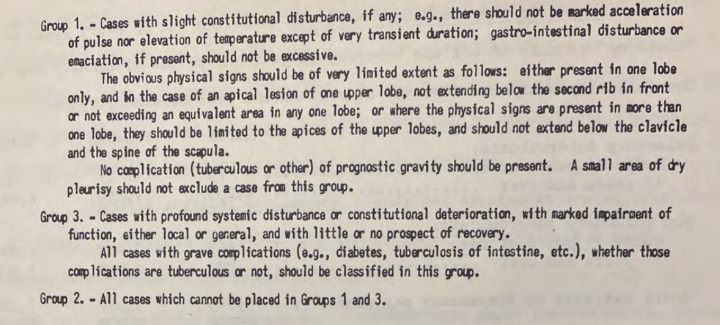 Group 1. - Cases with slight constitutional disturbance, if any; e.g., there should not be marked acceleration
of pulse nor elevation of temperature except of very transient duration; gastro-intestinal disturbance or
emaciation, if present, should not be excessive.
The obvious physical signs should be of very limited extent as follows: either present in one lobe
only, and in the case of an apical lesion of one upper lobe, not extending below the second rib in front
or not exceeding an equivalent area in any one lobe; or where the physical signs are present in more than
one lobe, they should be limited to the apices of the upper lobes, and should not extend below the clavicle
and the spine of the scapula.
No complication (tuberculous or other) of prognostic gravity should be present. A small area of dry
pleurisy should not exclude a case from this group.
Group 3. - Cases with profound systemic disturbance or constitutional deterioration, with marked impairment of
function, either local or general, and with little or no prospect of recovery.
All cases with grave complications (e.g., diabetes, tuberculosis of intestine, etc.), whether those
complications are tuberculous or not, should be classified in this group.
Group 2. - All cases which cannot be placed in Groups 1 and 3.